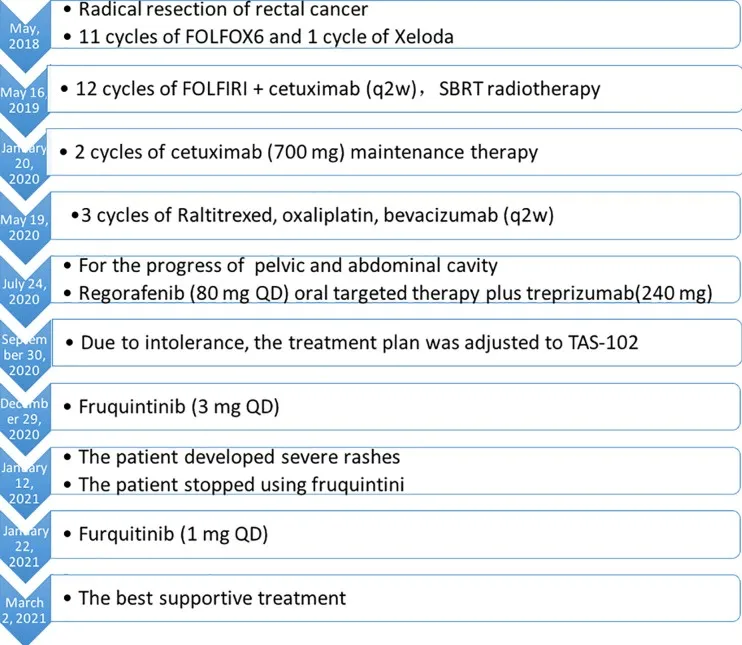 May,
2018
• Radical resection of rectal cancer
• 11 cycles of FOLFOX6 and 1 cycle of Xeloda
May 16,
2019
• 12 cycles of FOLFIRI + cetuximab (q2w)，SBRT radiotherapy
January
20,
2020
• 2 cycles of cetuximab (700 mg) maintenance therapy
May 19,
2020
•3 cycles of Raltitrexed, oxaliplatin, bevacizumab (q2w)
July 24,
2020
• For the progress of pelvic and abdominal cavity
• Regorafenib (80 mg QD) oral targeted therapy plus treprizumab(240 mg)
Septem
ber 30,
2020
• Due to intolerance, the treatment plan was adjusted to TAS-102
Decemb
er 29,
2020
• Fruquintinib (3 mg QD)
January
12,
2021
• The patient developed severe rashes
• The patient stopped using fruquintini
January
22,
2021
• Furquitinib (1 mg QD)
March
2, 2021
• The best supportive treatment